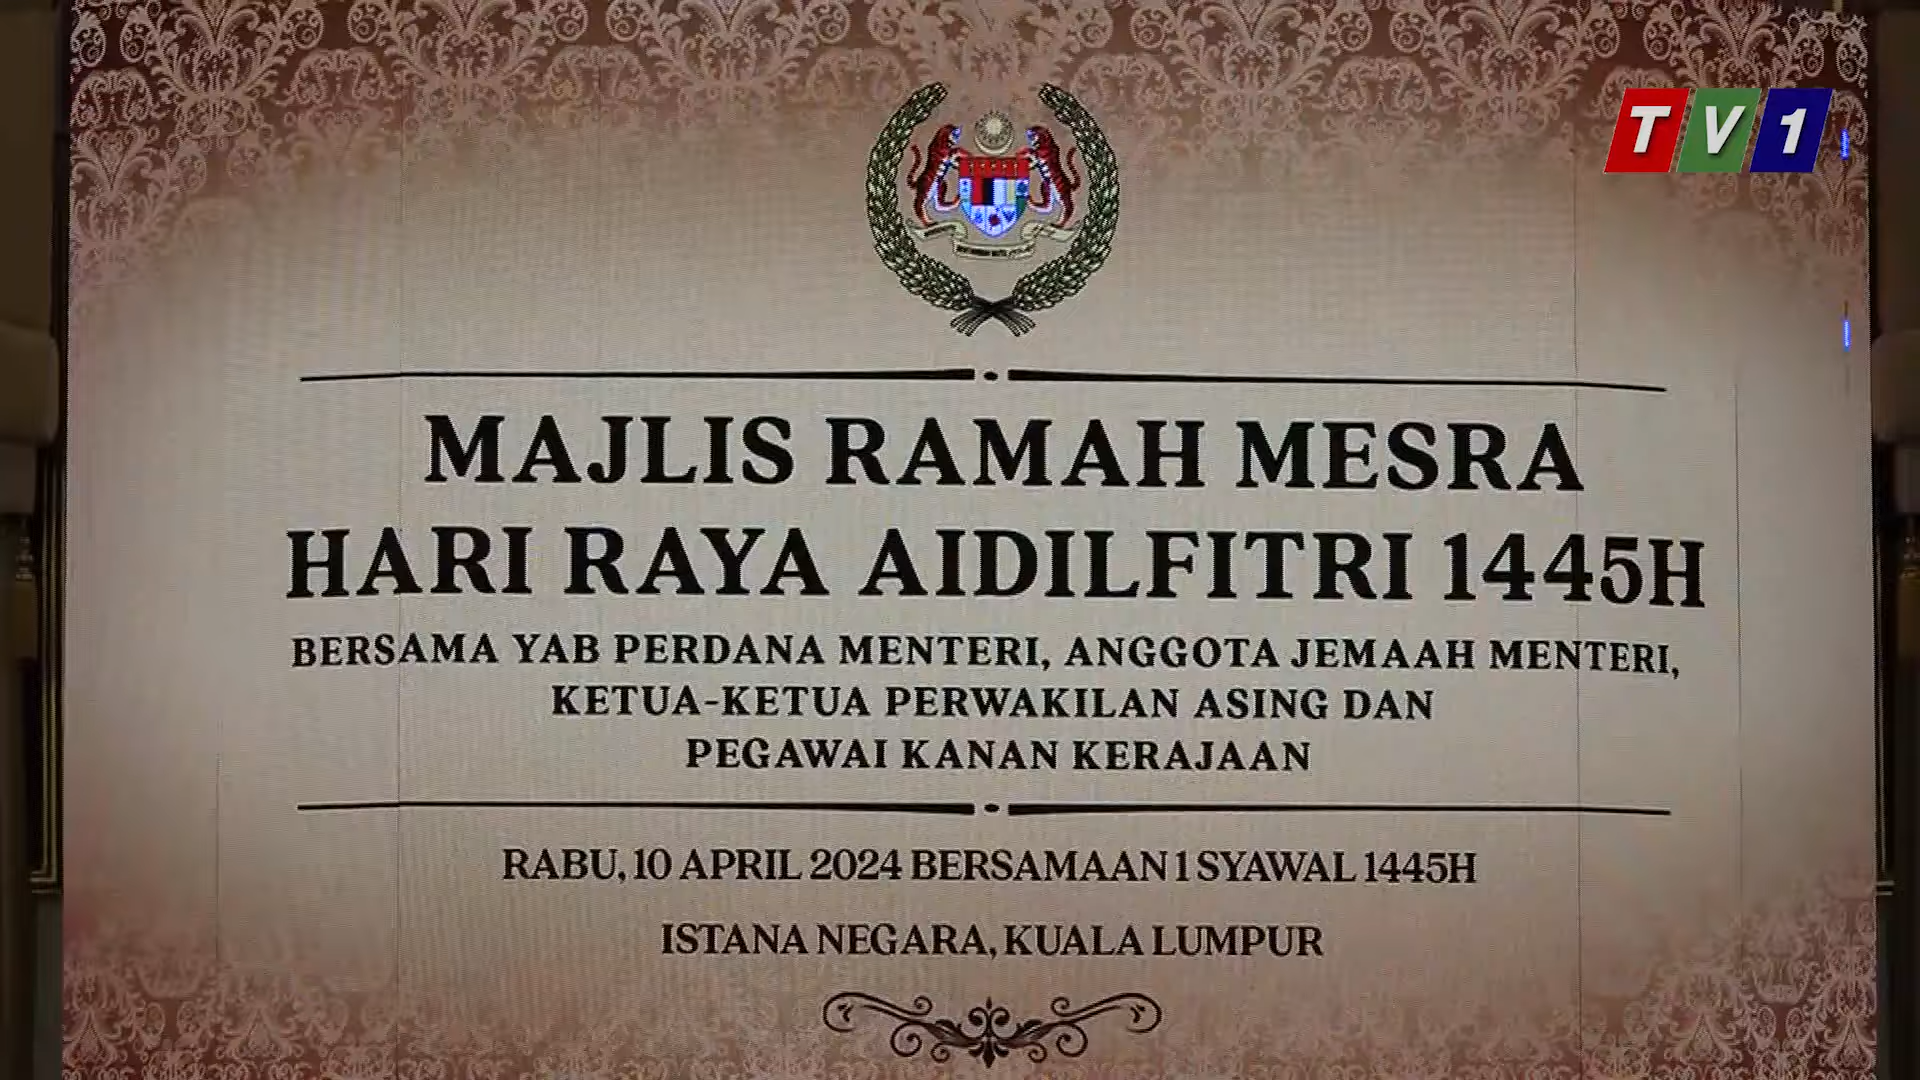 TV1
MAJLIS RAMAH MESRA
HARI RAYA AIDILFITRI 1445H
BERSAMA YAB PERDANA MENTERI, ANGGOTA JEMAAH MENTERI,
KETUA-KETUA PERWAKILAN ASING DAN
PEGAWAI KANAN KERAJAAN
RABU, 10 APRIL 2024 BERSAMAAN 1 SYAWAL 1445H
ISTANA NEGARA, KUALA LUMPUR